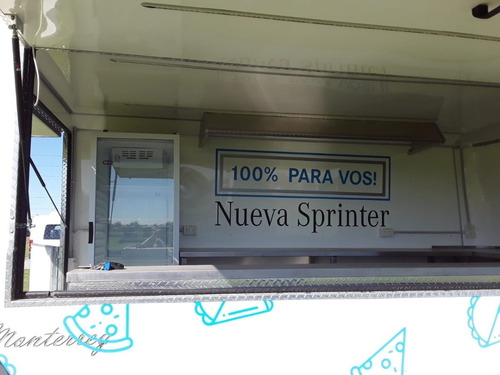 100% PARA VOS!
Nueva Sprinter
Monterrey